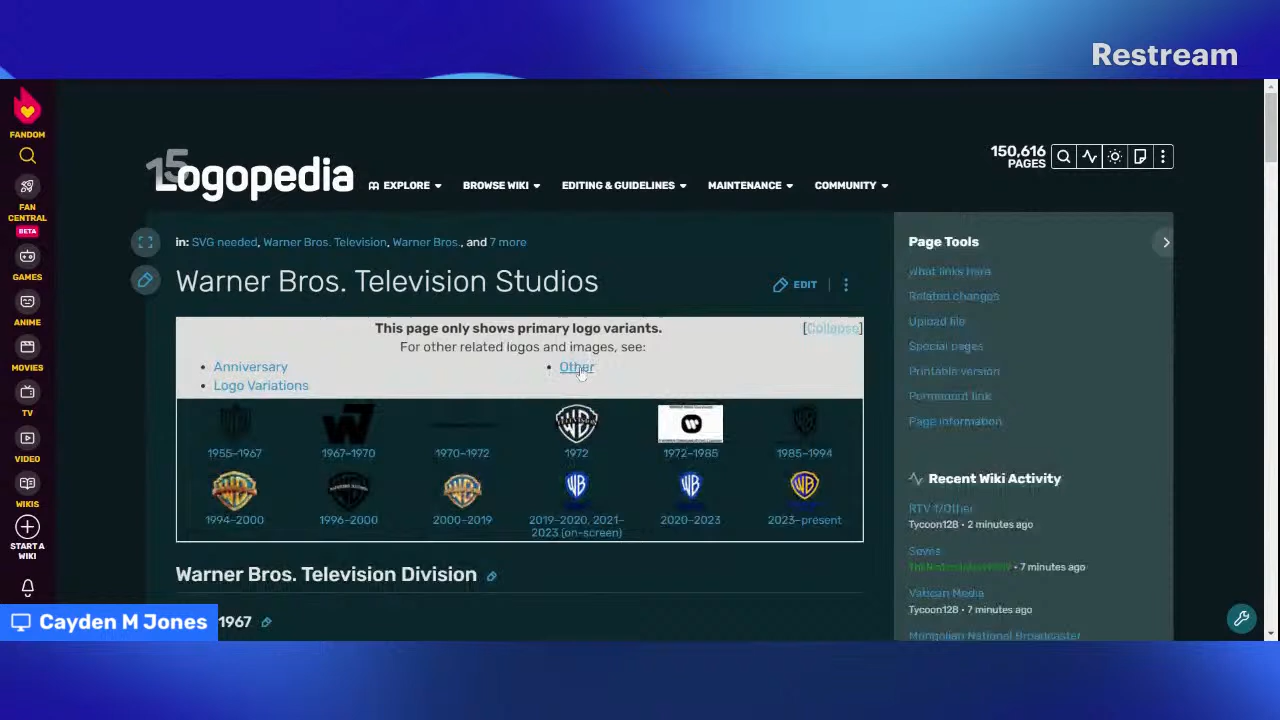 Restream
FANDOM
FAN
CENTRAL
BETA
GAMES
ANIME
MOVIES
TV
VIDEO
WIKIS
START A
WIKI
15
Logopedia
EXPLORE
BROWSE WIKI
EDITING & GUIDELINES
MAINTENANCE
COMMUNITY
150,616
PAGES
in: SVG needed, Warner Bros. Television, Warner Bros., and 7 more
Warner Bros. Television Studios
EDIT
This page only shows primary logo variants.
[Collapse]
For other related logos and images, see:
• Anniversary
• Logo Variations
• Other
1955–1967
1967–1970
1970–1972
1972
1972–1985
1985–1994
1994–2000
1996–2000
2000–2019
2019–2020, 2021–
2023 (on-screen)
2020–2023
2023–present
Warner Bros. Television Division
1967
Page Tools
What links here
Related changes
Upload file
Special pages
Printable version
Permanent link
Page information
Recent Wiki Activity
RTV 1/Other
Tycoon128 • 2 minutes ago
Soyos
• 7 minutes ago
Vatican Media
Tycoon128 • 7 minutes ago
Mongolian National Broadcaster
Cayden M Jones